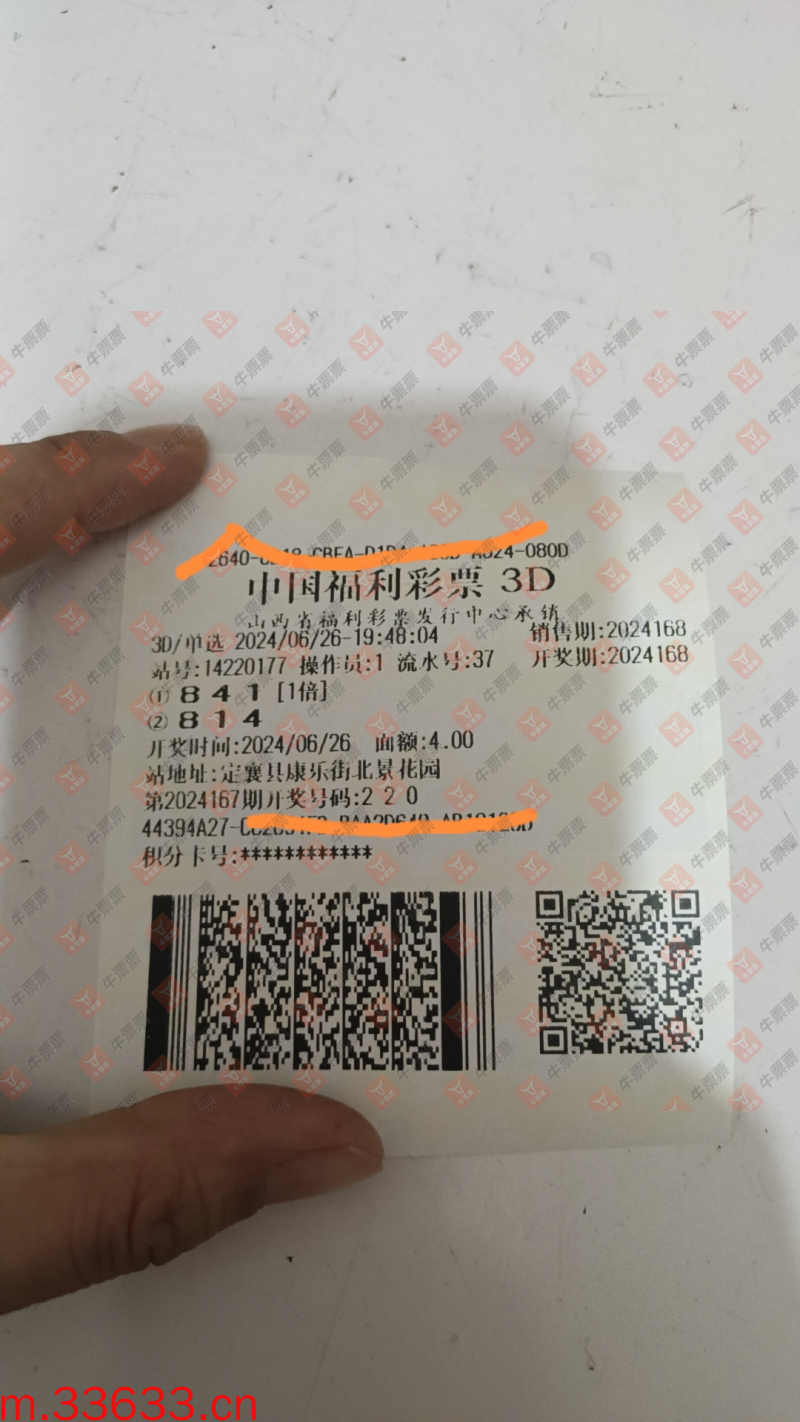 中国福利彩票 3D
山西省福利彩票发行中心承销
3D/单选 2024/06/26-19:48:04 销售期:2024168
站号:14220177 操作员:1 流水号:37 开奖期:2024168
(1) 8 4 1 [1倍]
(2) 8 1 4
开奖时间:2024/06/26 面额:4.00
站地址:定襄县康乐街北景花园
第2024167期开奖号码:2 2 0
44394A27-
积分卡号:************
牛票票
m.33633.cn